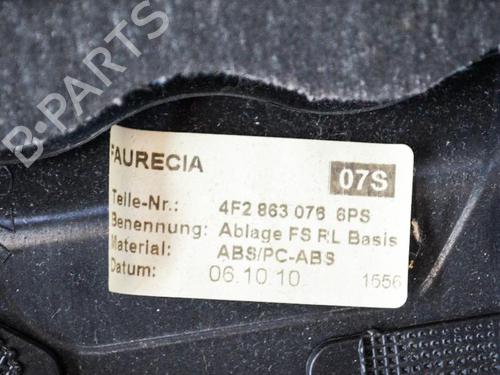 B-PARTS
FAURECIA
07S
Teile-Nr.: 4F2 863 076 6PS
Benennung: Ablage FS RL Basis
Material: ABS/PC-ABS
Datum: 06.10.10 1556